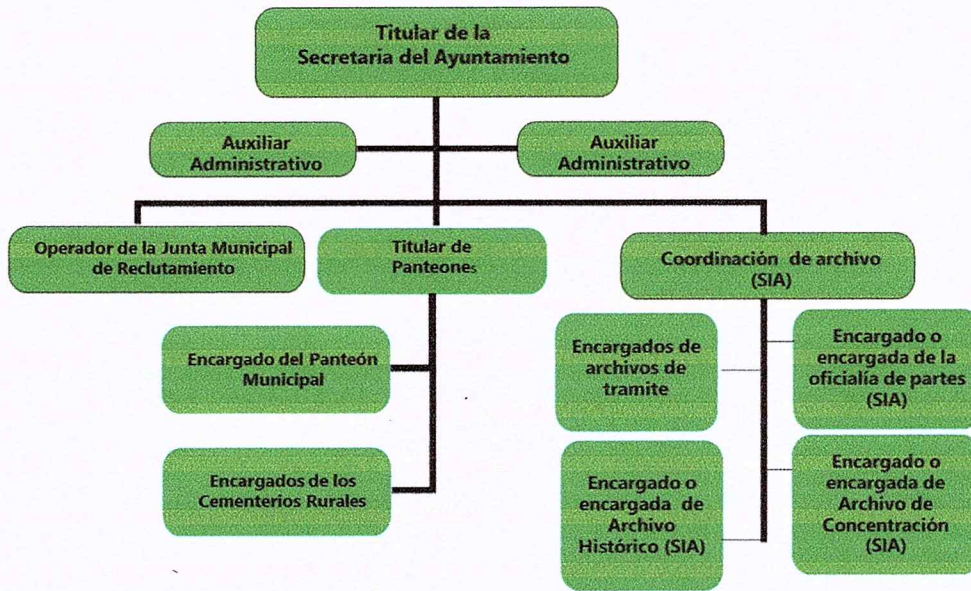 Titular de la
Secretaria del Ayuntamiento
Auxiliar
Administrativo
Auxiliar
Administrativo
Operador de la Junta Municipal
de Reclutamiento
Titular de
Panteones
Coordinación de archivo
(SIA)
Encargado del Panteón
Municipal
Encargados de
archivos de
tramite
Encargado o
encargada de la
oficialía de partes
(SIA)
Encargados de los
Cementerios Rurales
Encargado o
encargada de
Archivo
Histórico (SIA)
Encargado o
encargada de
Archivo de
Concentración
(SIA)